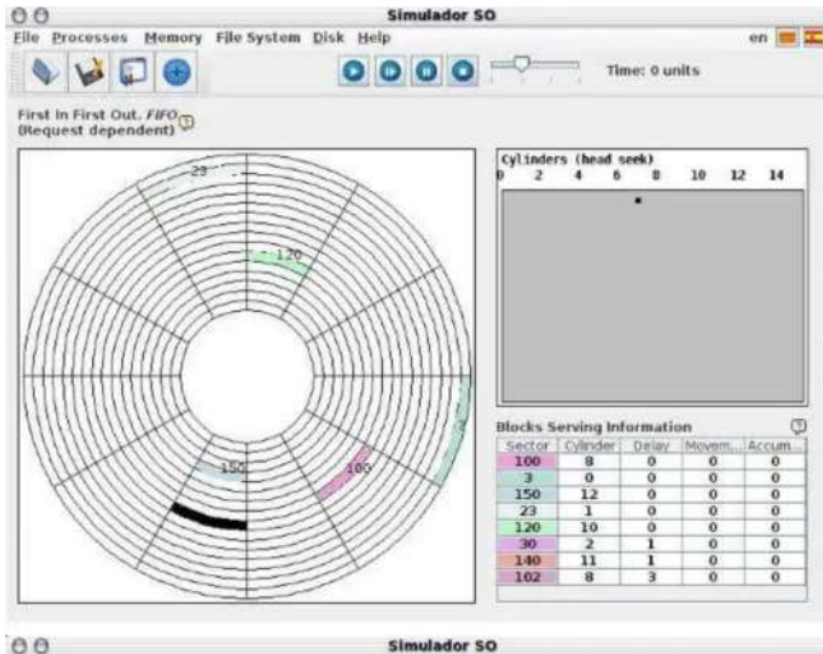 Simulador SO
File Processes Memory File System Disk Help en
Time: 0 units
First In First Out. FIFO
(Request dependent)
23
120
150
100
Cylinders (head seek)
0 2 4 6 8 10 12 14
Blocks Serving Information
Sector Cylinder Delay Movem... Accum...
100 8 0 0 0
3 0 0 0 0
150 12 0 0 0
23 1 0 0 0
120 10 0 0 0
30 2 1 0 0
140 11 1 0 0
102 8 3 0 0
Simulador SO